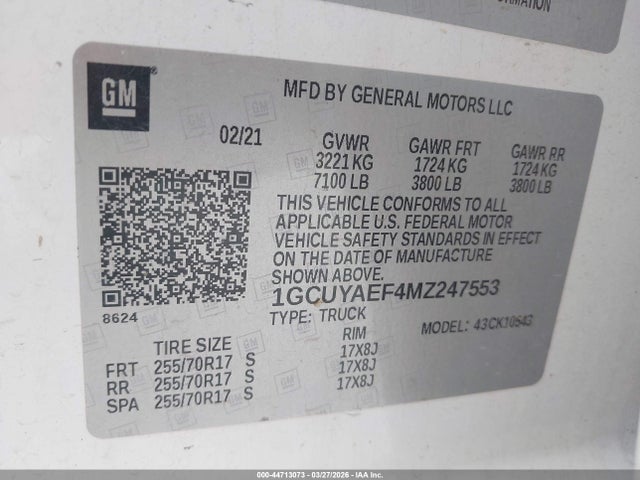 FORMATION
GM
MFD BY GENERAL MOTORS LLC
02/21 GVWR GAWR FRT GAWR RR
3221 KG 1724 KG 1724 KG
7100 LB 3800 LB 3800 LB
THIS VEHICLE CONFORMS TO ALL
APPLICABLE U.S. FEDERAL MOTOR
VEHICLE SAFETY STANDARDS IN EFFECT
ON THE DATE OF MANUFACTURE
SHOWN ABOVE.
1GCUYAEF4MZ247553
8624
TYPE: TRUCK MODEL: 43CK10543
TIRE SIZE RIM
FRT 255/70R17 S 17X8J
RR 255/70R17 S 17X8J
SPA 255/70R17 S 17X8J
000-44713073 | 03/27/2026 | IAA Inc.